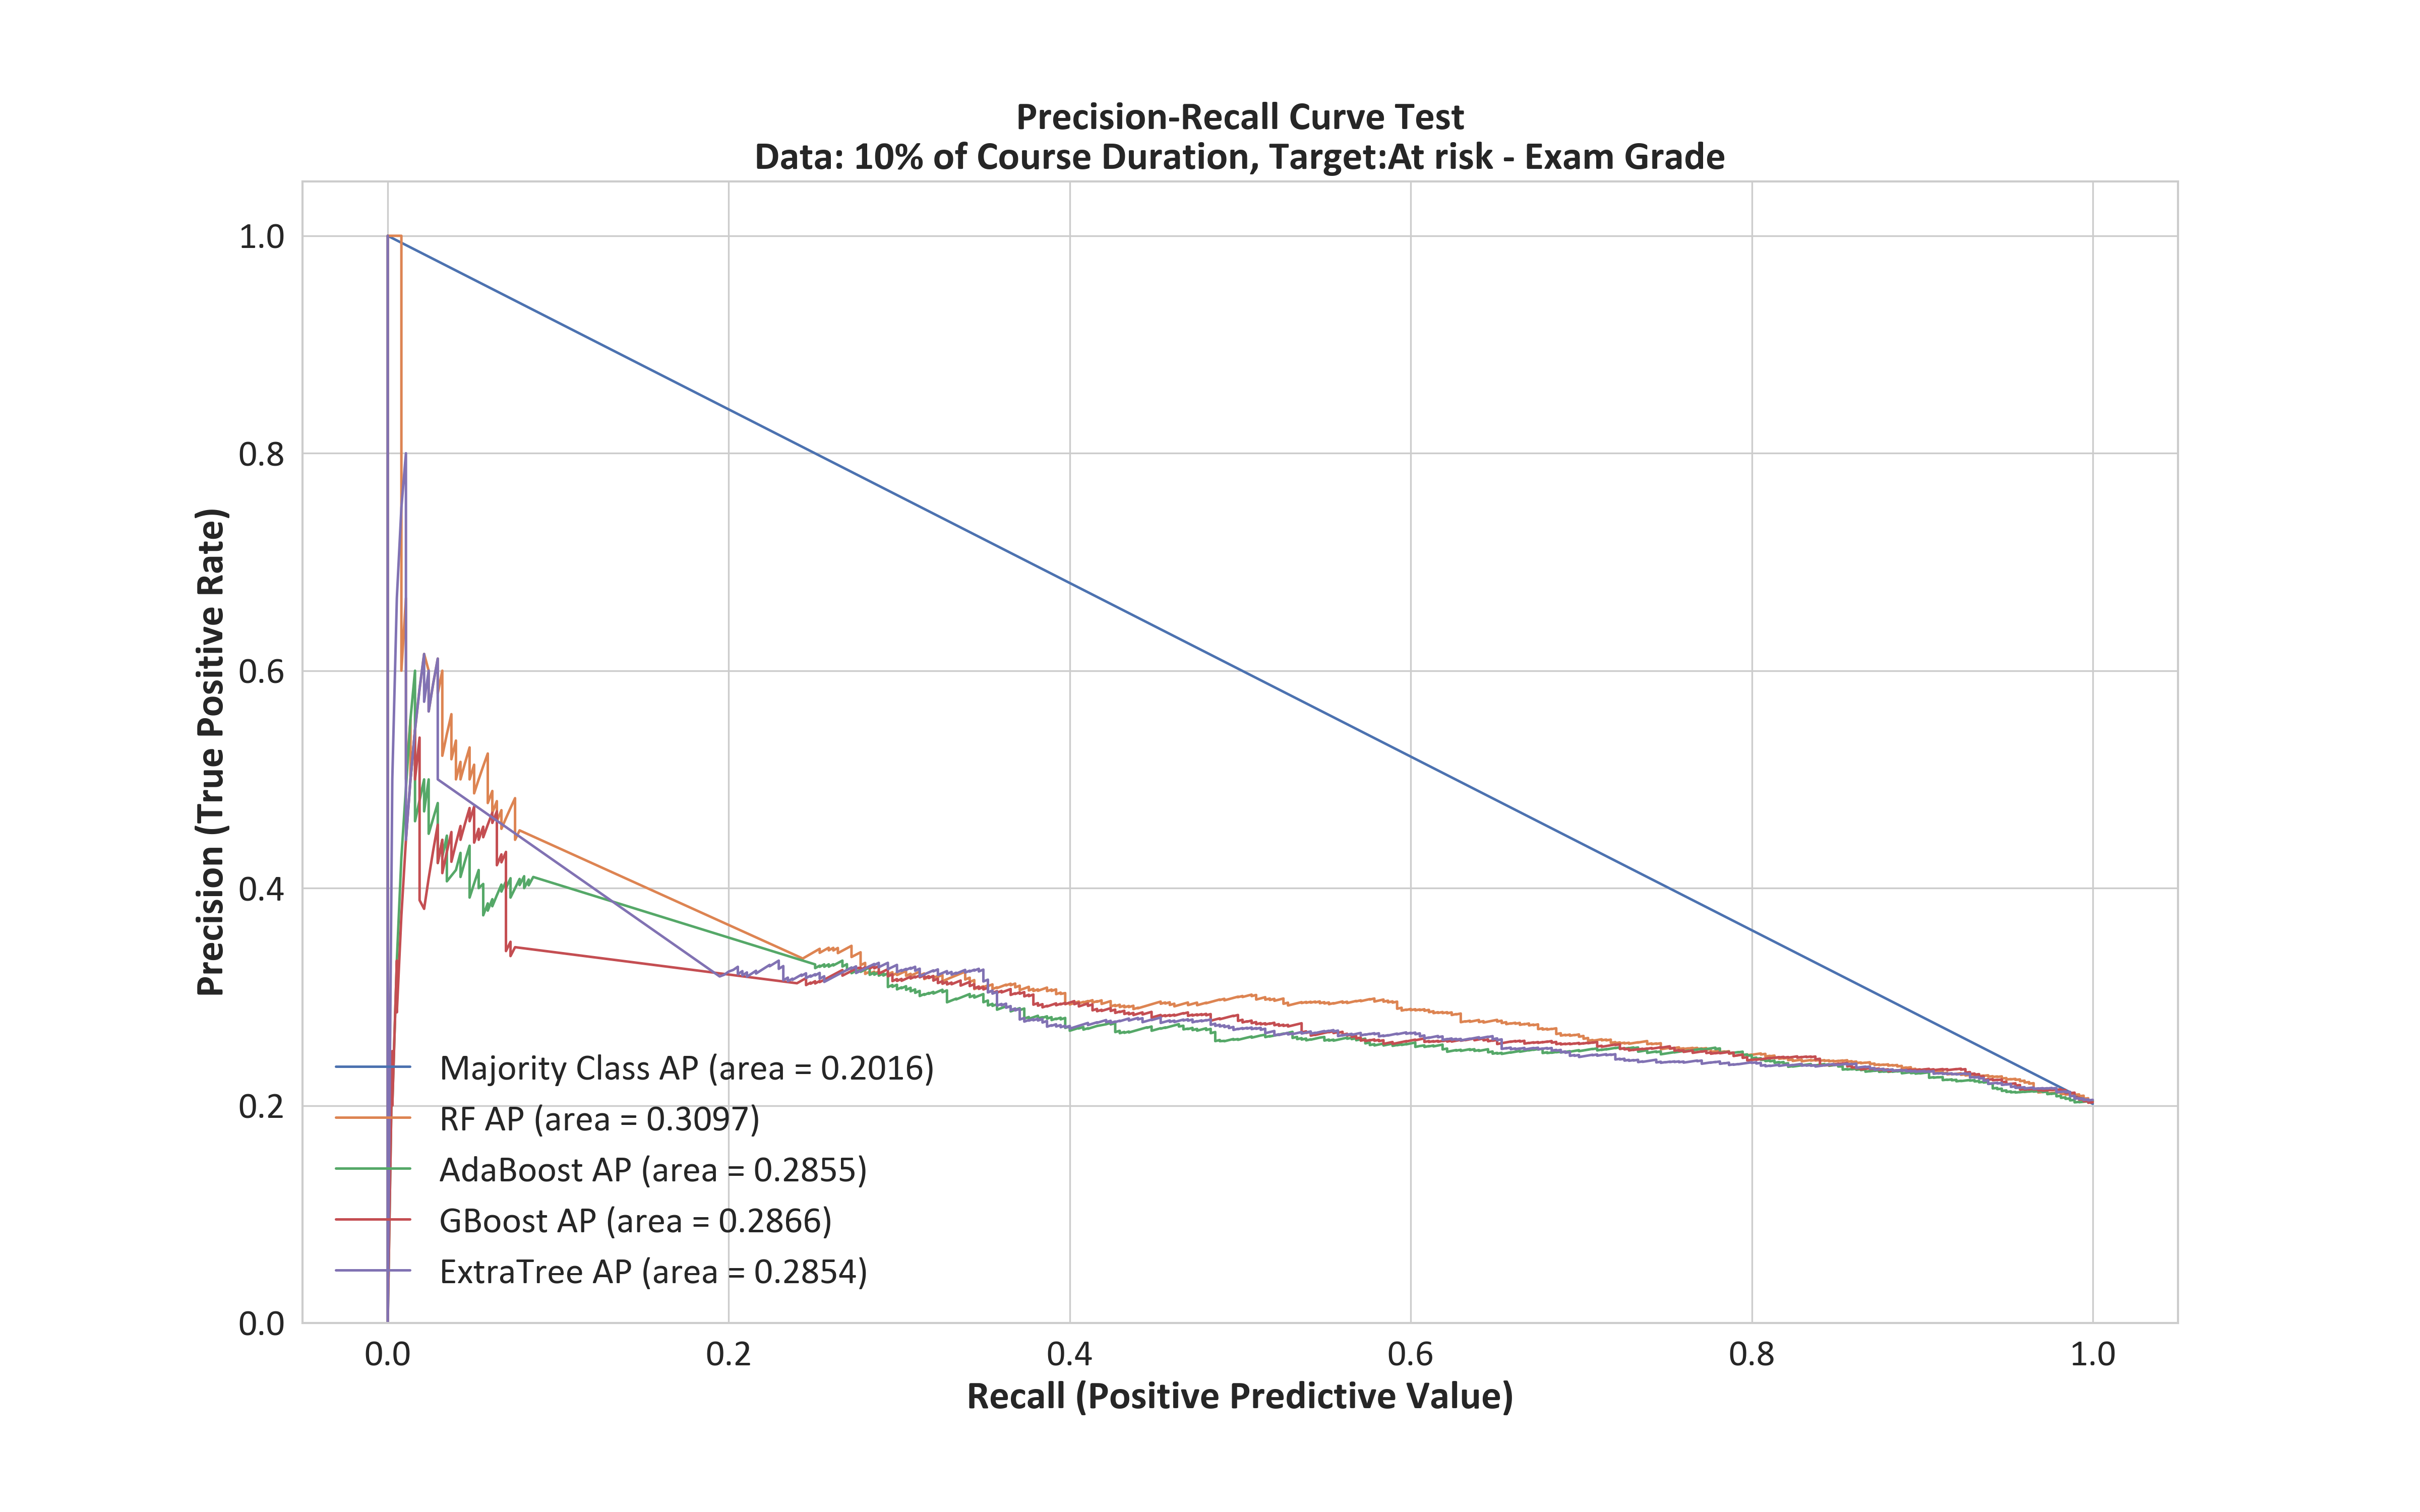 Precision-Recall Curve Test
Data: 10% of Course Duration, Target:At risk - Exam Grade
Precision (True Positive Rate)
1.0
0.8
0.6
0.4
0.2
0.0
Majority Class AP (area = 0.2016)
RF AP (area = 0.3097)
AdaBoost AP (area = 0.2855)
GBoost AP (area = 0.2866)
ExtraTree AP (area = 0.2854)
0.0 0.2 0.4 0.6 0.8 1.0
Recall (Positive Predictive Value)